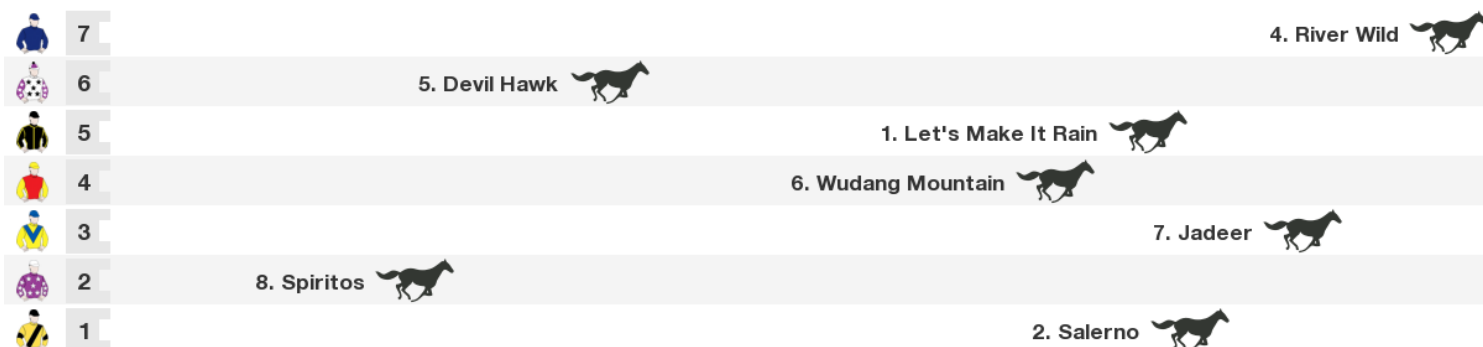 7 4. River Wild
6 5. Devil Hawk
5 1. Let's Make It Rain
4 6. Wudang Mountain
3 7. Jadeer
2 8. Spiritos
1 2. Salerno